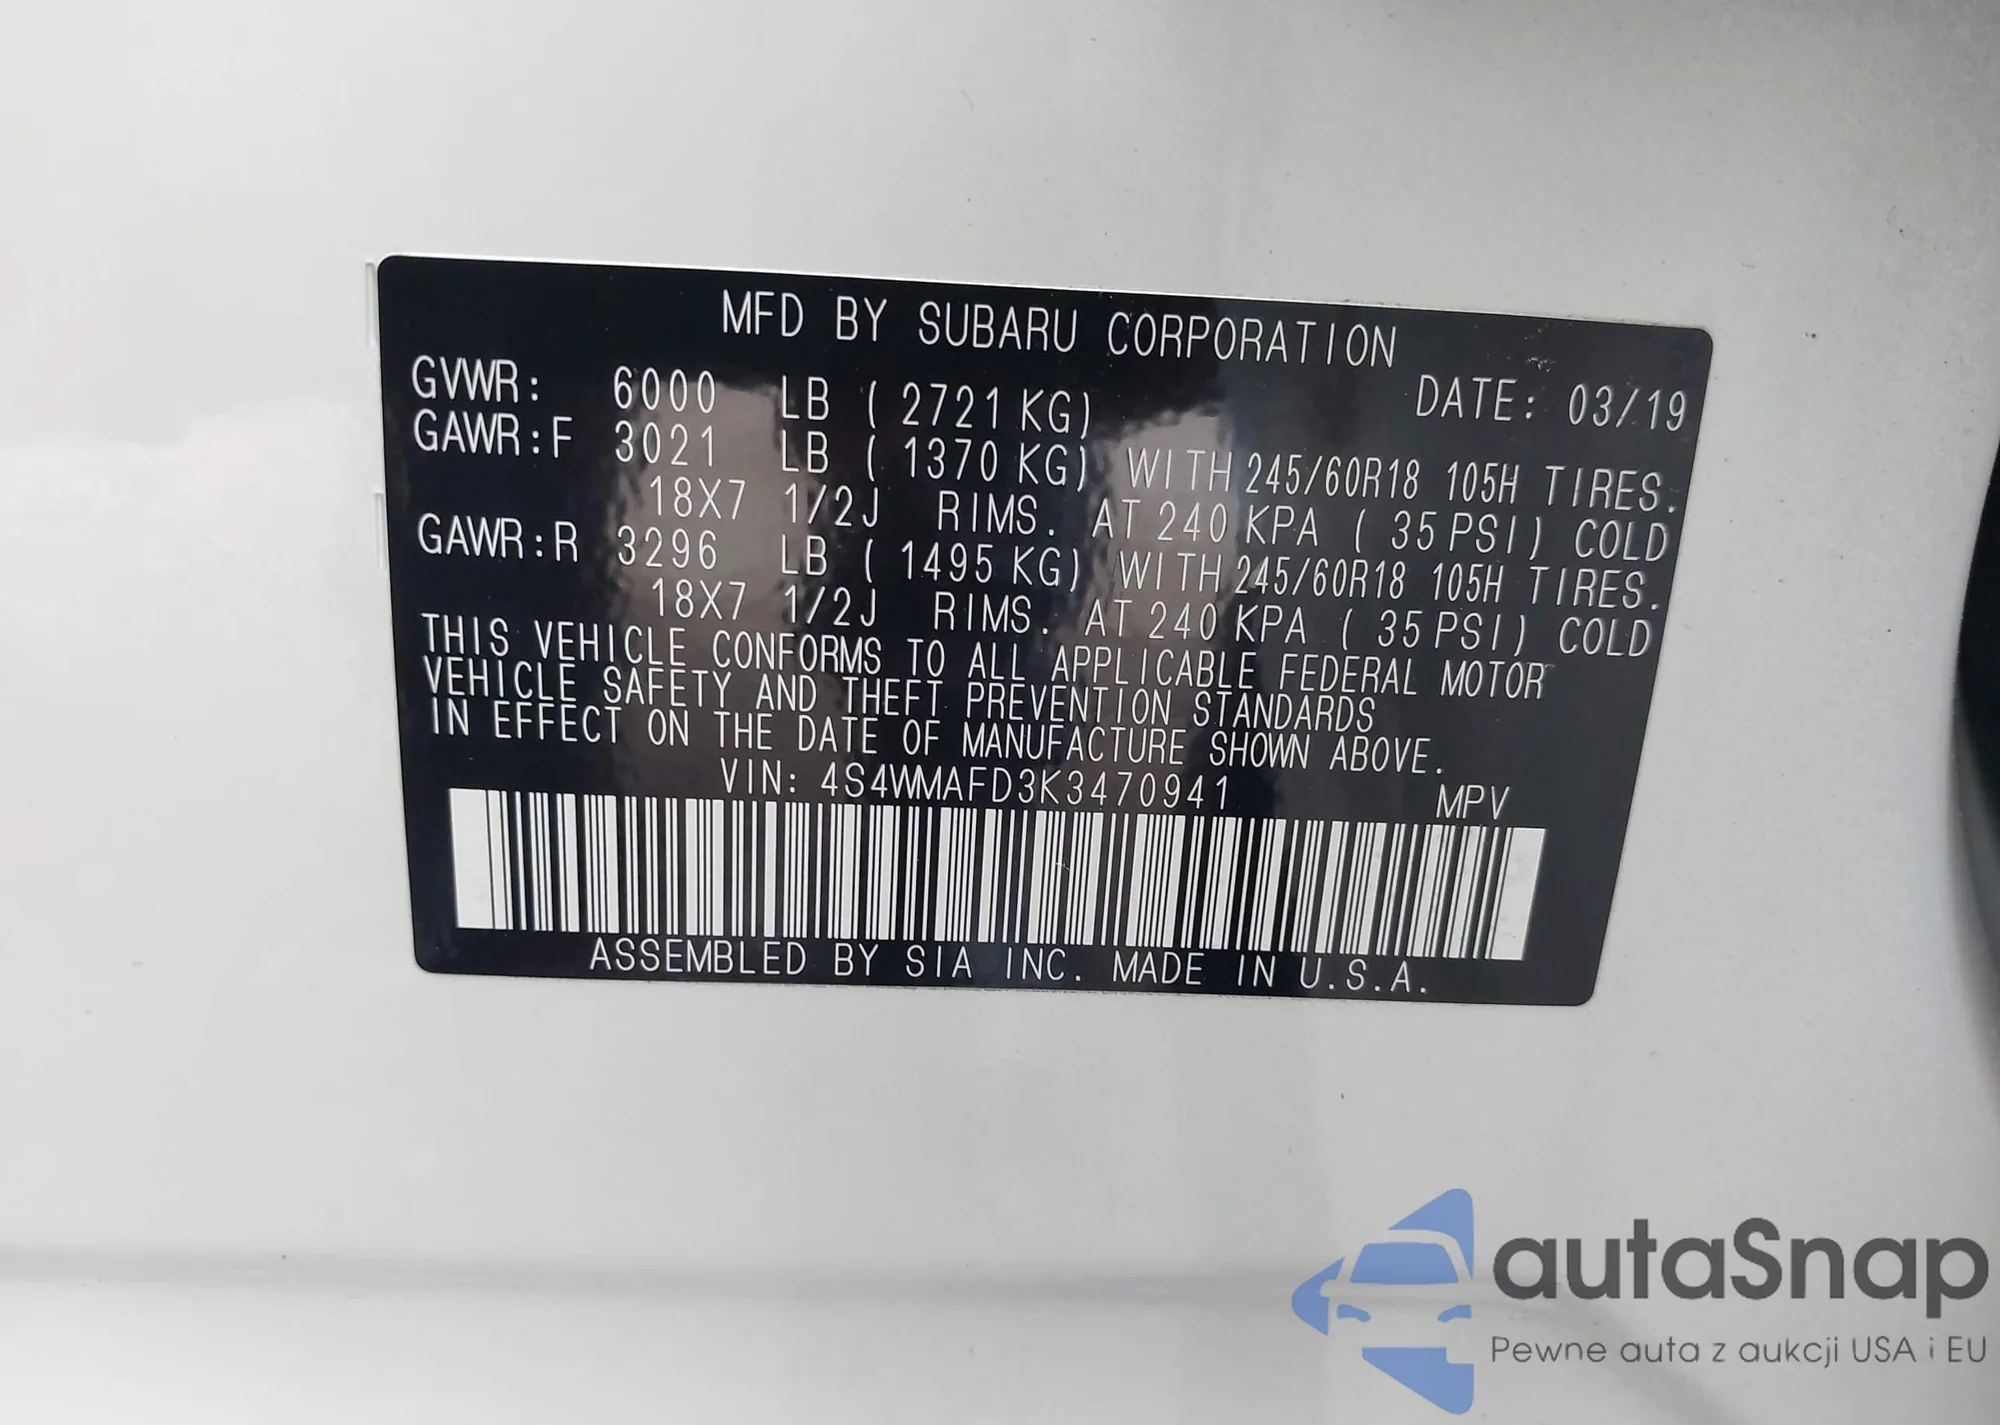 MFD BY SUBARU CORPORATION
GVWR: 6000 LB ( 2721 KG) DATE: 03/19
GAWR:F 3021 LB ( 1370 KG) WITH 245/60R18 105H TIRES.
18X7 1/2J RIMS. AT 240 KPA ( 35 PSI) COLD
GAWR:R 3296 LB ( 1495 KG) WITH 245/60R18 105H TIRES.
18X7 1/2J RIMS. AT 240 KPA ( 35 PSI) COLD
THIS VEHICLE CONFORMS TO ALL APPLICABLE FEDERAL MOTOR
VEHICLE SAFETY AND THEFT PREVENTION STANDARDS
IN EFFECT ON THE DATE OF MANUFACTURE SHOWN ABOVE.
VIN: 4S4WMAFD3K3470941 MPV
ASSEMBLED BY SIA INC. MADE IN U.S.A.
autaSnap
Pewne auta z aukcji USA i EU